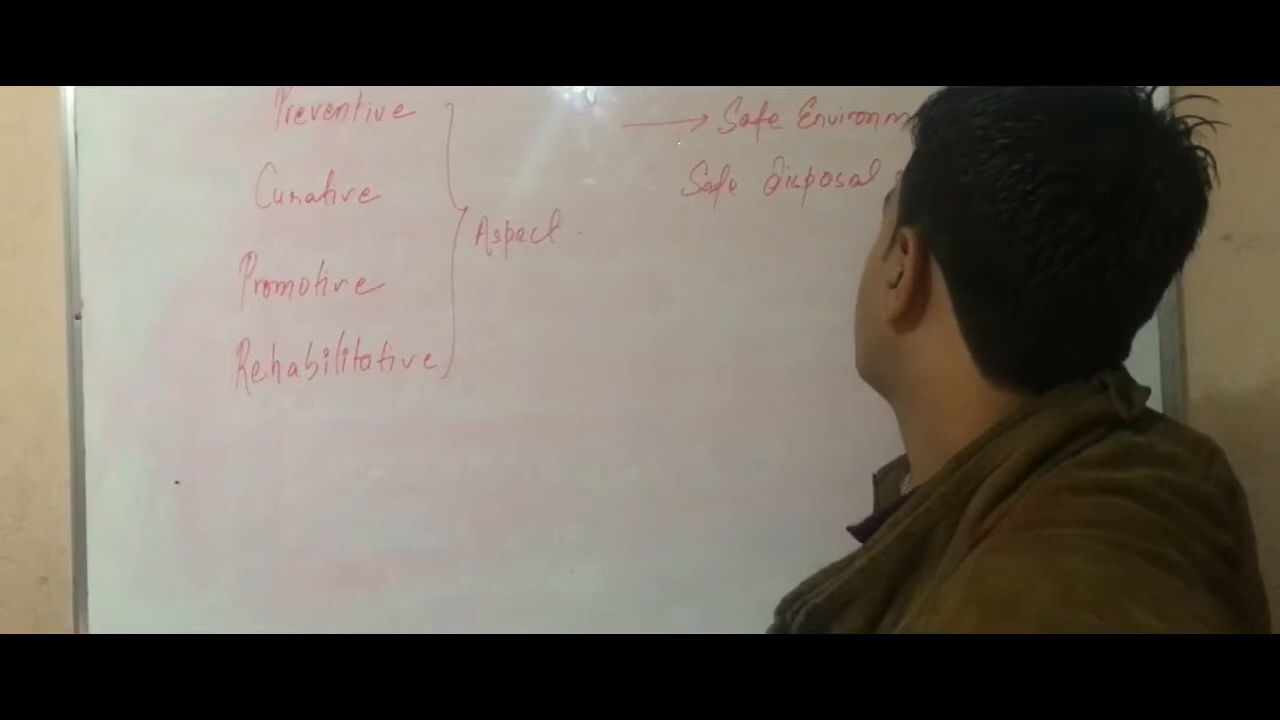 Preventive
Curative
Promotive
Rehabilitative
Aspect
→ Safe Environm
Safe disposal